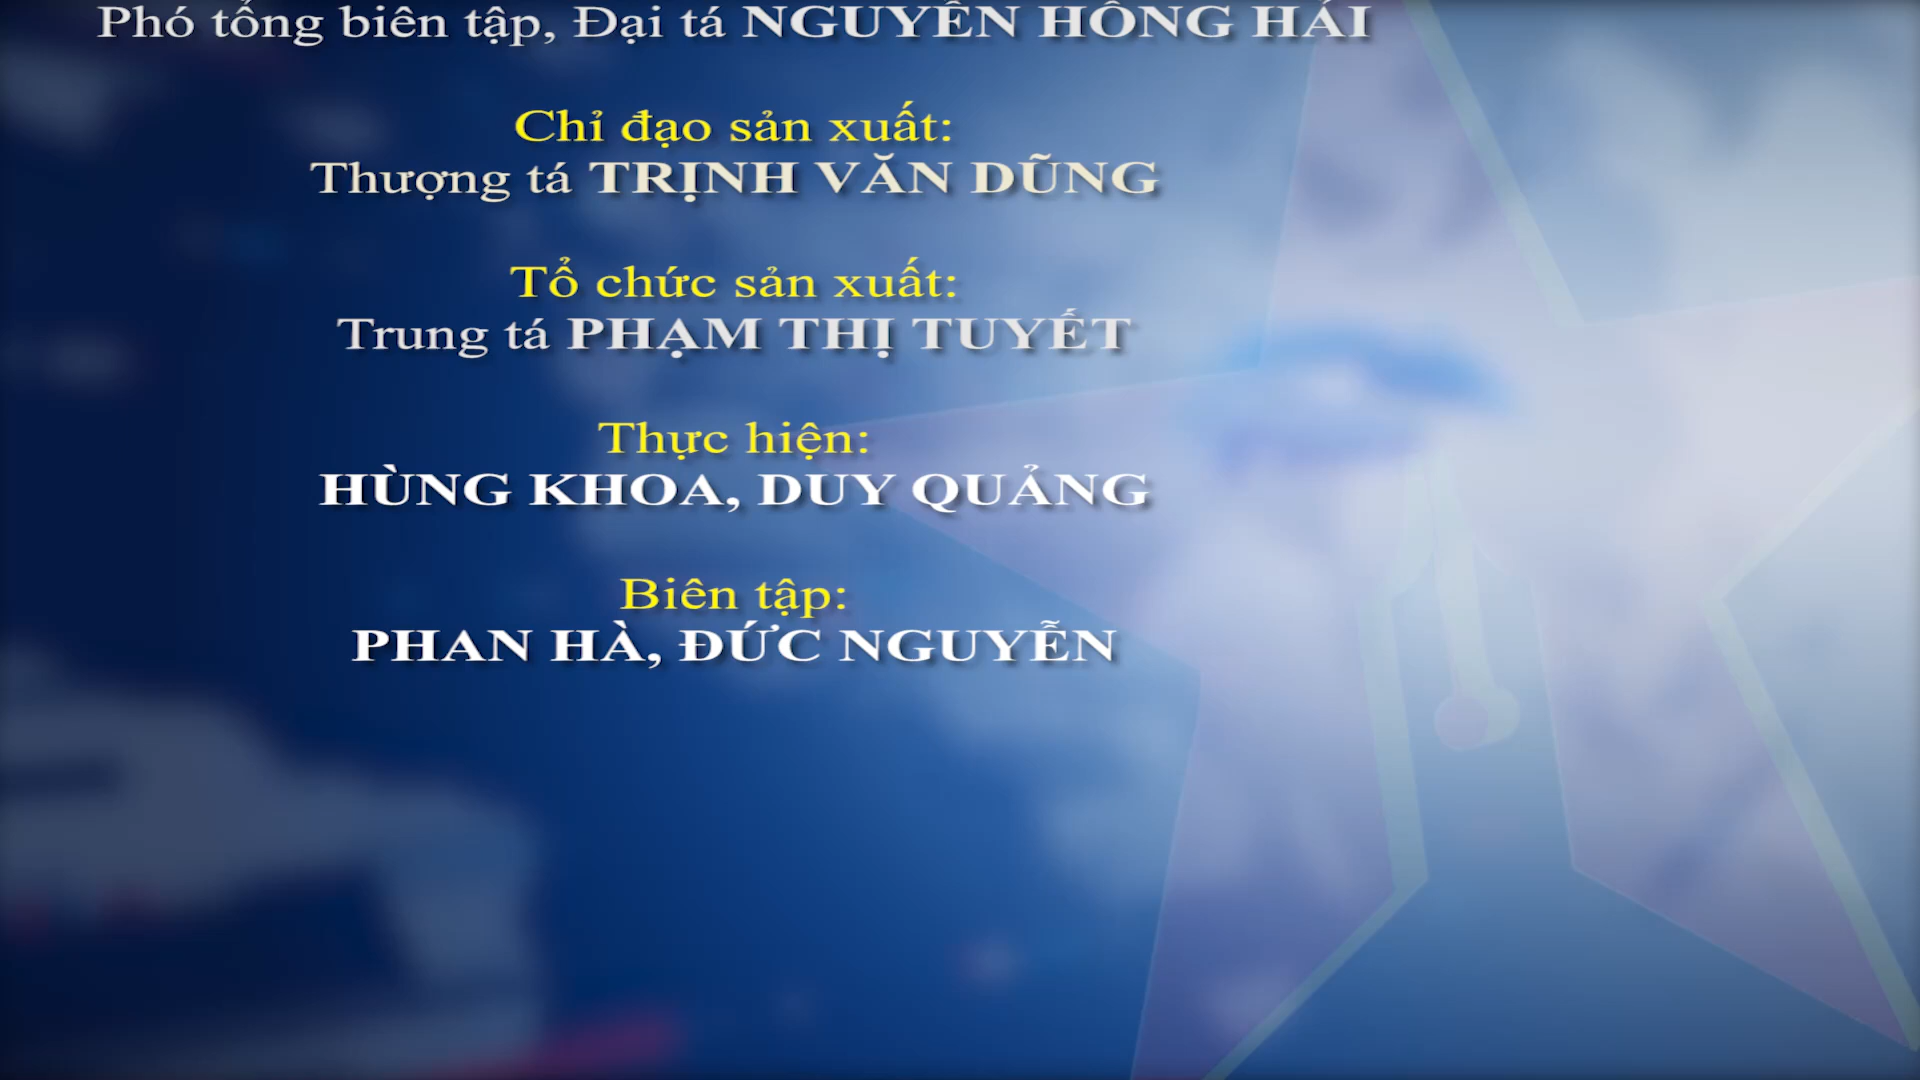 Phó tổng biên tập, Đại tá NGUYỄN HỒNG HẢI
Chỉ đạo sản xuất:
Thượng tá TRỊNH VĂN DŨNG
Tổ chức sản xuất:
Trung tá PHẠM THỊ TUYẾT
Thực hiện:
HÙNG KHOA, DUY QUẢNG
Biên tập:
PHAN HÀ, ĐỨC NGUYỄN